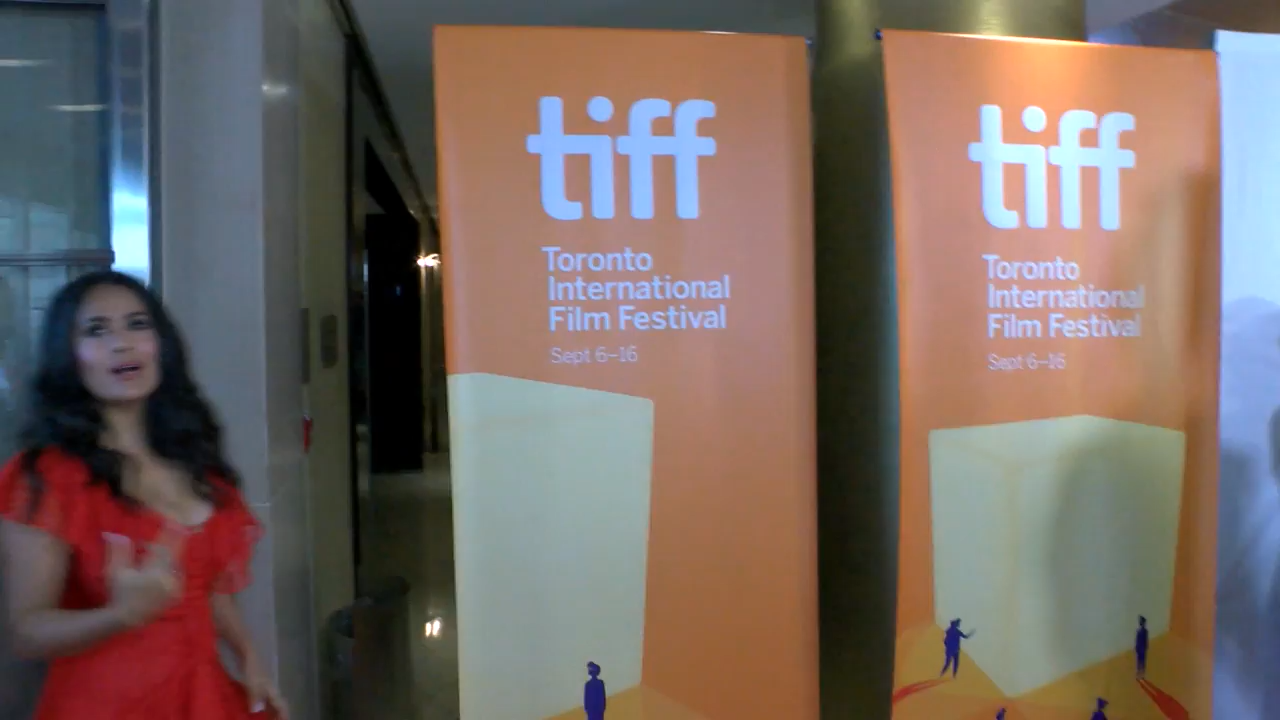 tiff
Toronto
International
Film Festival
Sept 6–16
tiff
Toronto
International
Film Festival
Sept 6–16